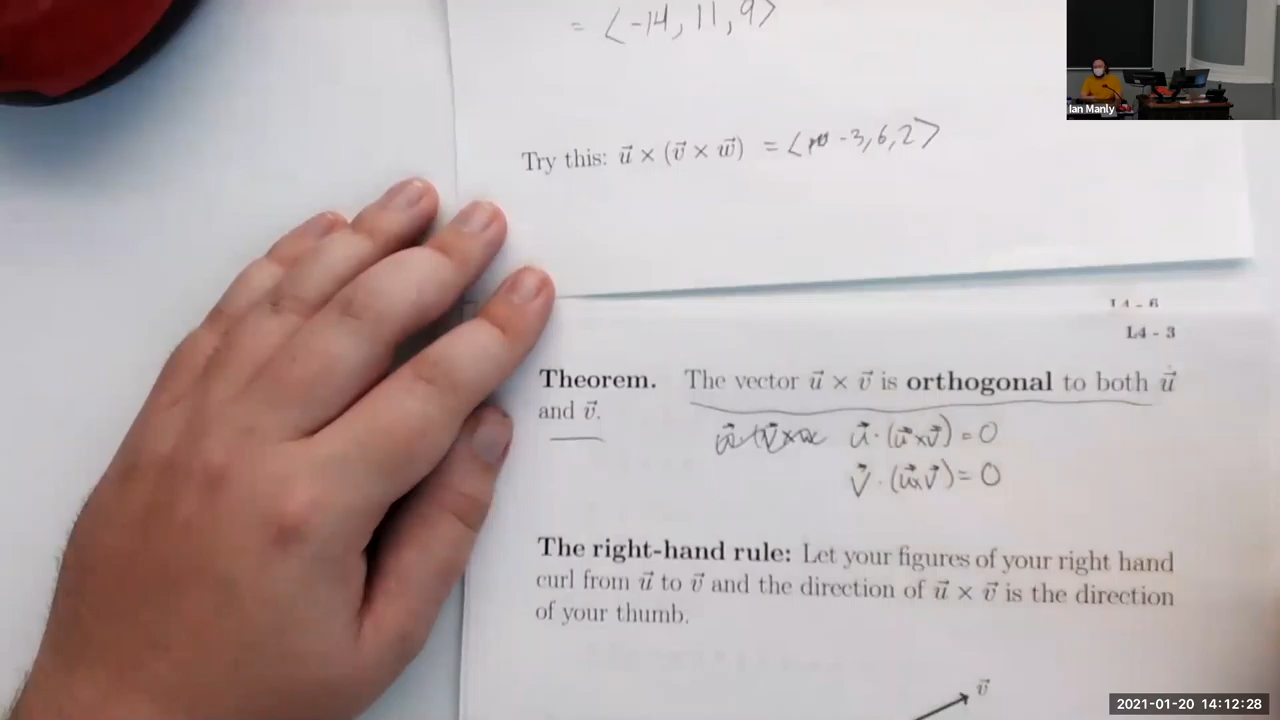 = ⟨-14, 11, 9⟩
Ian Manly
Try this: u⃗ × (v⃗ × w⃗) = ⟨ -3, 6, 2⟩
L4 - 6
L4 - 3
Theorem. The vector u⃗ × v⃗ is orthogonal to both u⃗
and v⃗.
u⃗ · (u⃗ × v⃗) = 0
v⃗ · (u⃗ × v⃗) = 0
The right-hand rule: Let your figures of your right hand
curl from u⃗ to v⃗ and the direction of u⃗ × v⃗ is the direction
of your thumb.
v⃗
2021-01-20 14:12:28